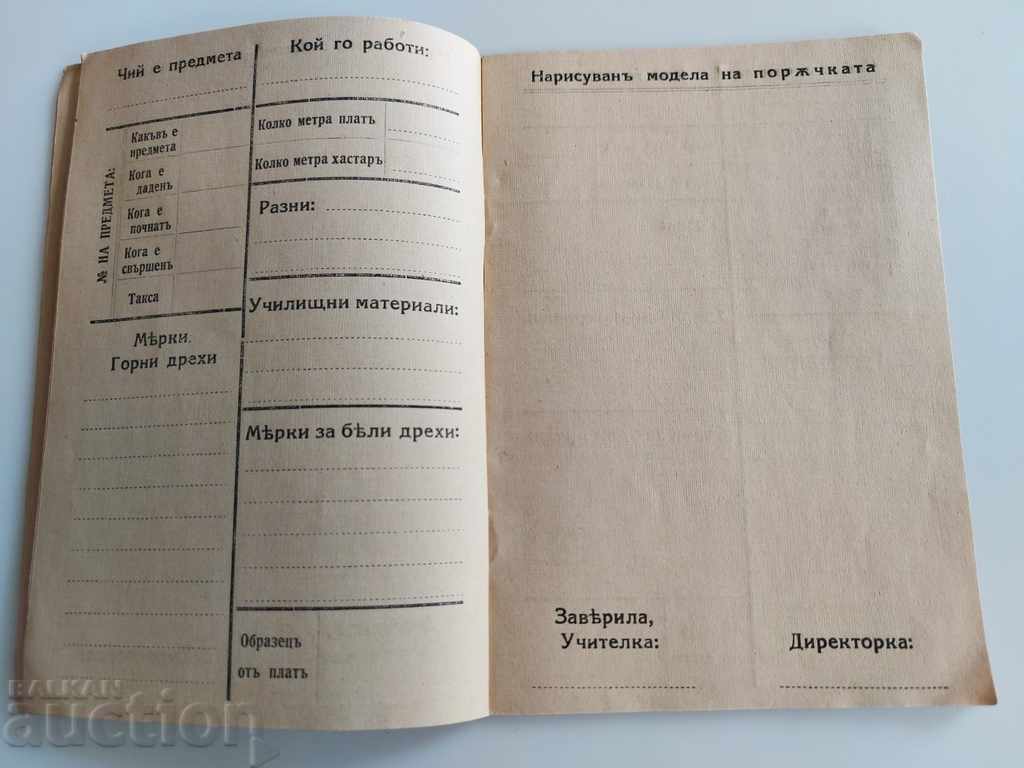 Чий е предмета
№ НА ПРЕДМЕТА:
Какъвъ е
предмета
Кога е
даденъ
Кога е
почнатъ
Кога е
свършенъ
Такса
Мѣрки.
Горни дрехи
Кой го работи:
Колко метра платъ
Колко метра хастаръ
Разни:
Училищни материали:
Мѣрки за бѣли дрехи:
Образецъ
отъ платъ
Нарисуванъ модела на порѫчката
Завѣрила,
Учителка:
Директорка:
BALKAN
auction